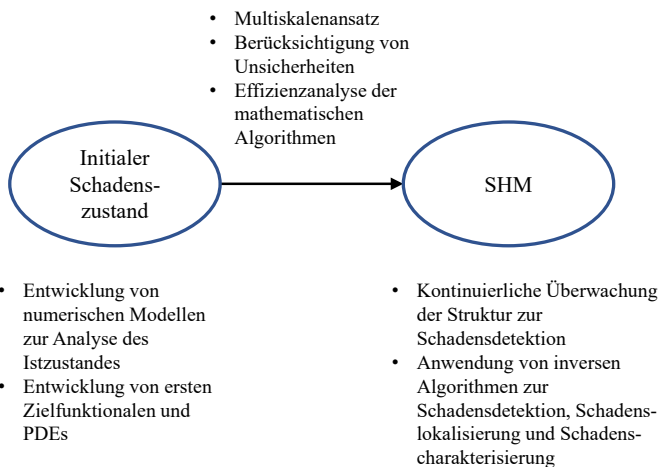 • Multiskalenansatz
• Berücksichtigung von
Unsicherheiten
• Effizienzanalyse der
mathematischen
Algorithmen
Initialer
Schadens-
zustand
SHM
• Entwicklung von
numerischen Modellen
zur Analyse des
Istzustandes
• Entwicklung von ersten
Zielfunktionalen und
PDEs
• Kontinuierliche Überwachung
der Struktur zur
Schadensdetektion
• Anwendung von inversen
Algorithmen zur
Schadensdetektion, Schadens-
lokalisierung und Schadens-
charakterisierung